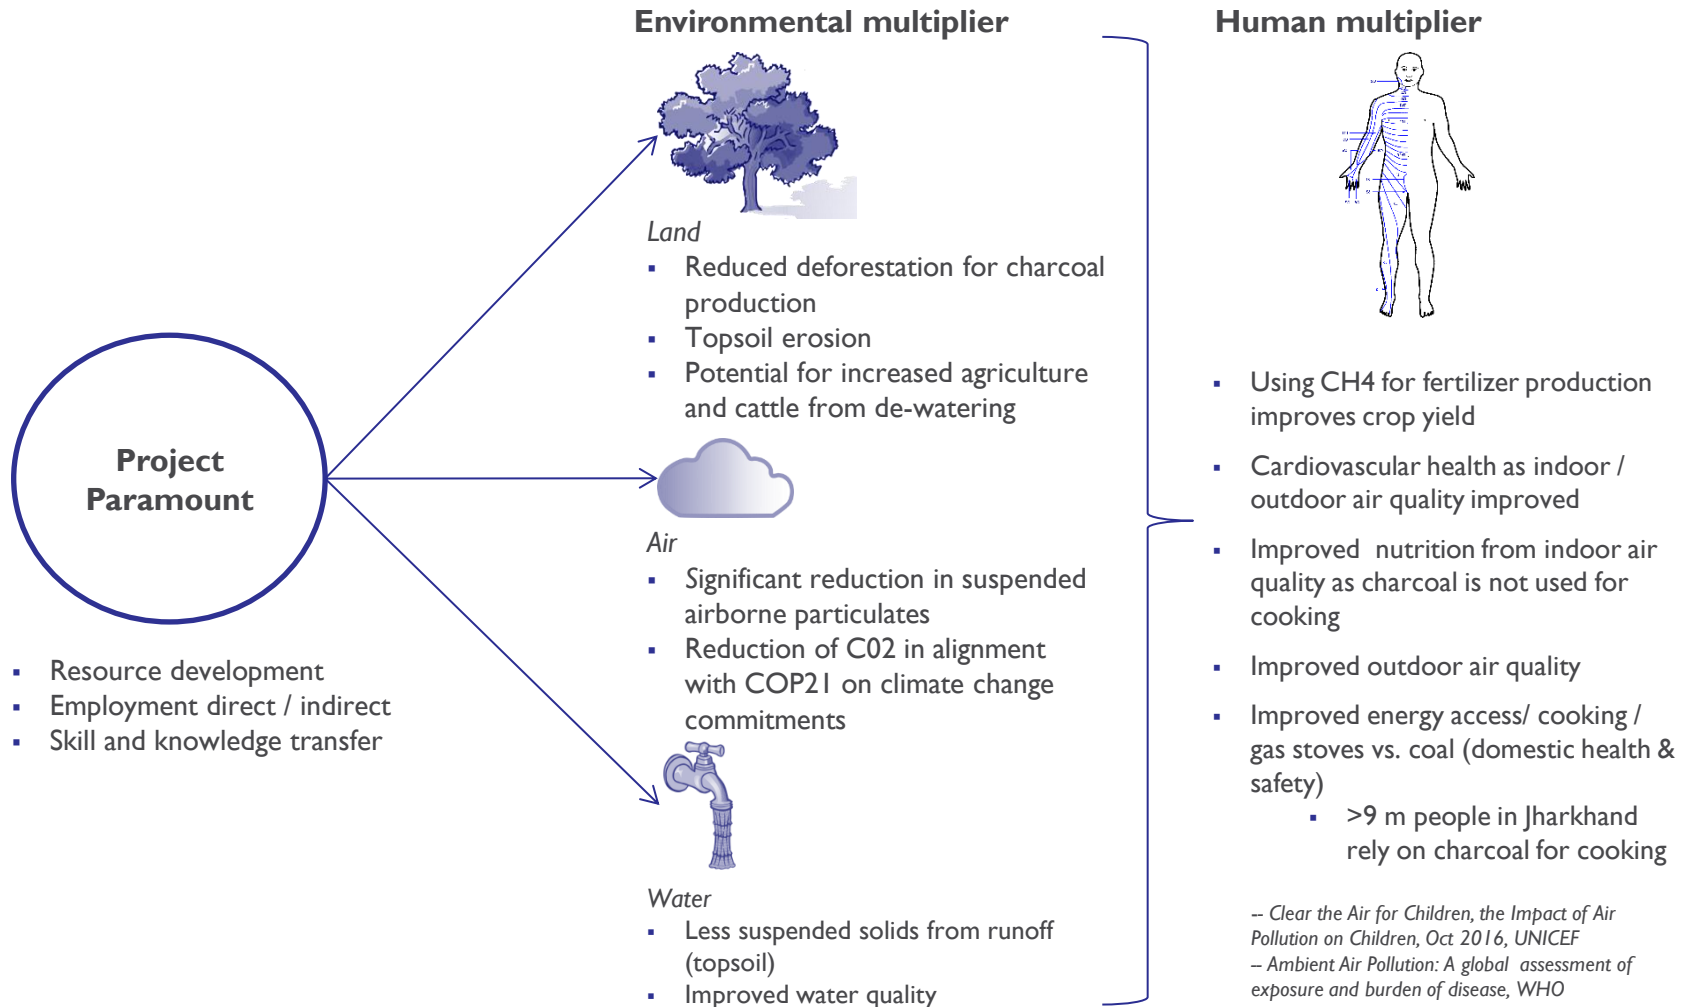 Environmental multiplier
Human multiplier
Project
Paramount
▪ Resource development
▪ Employment direct / indirect
▪ Skill and knowledge transfer
Land
▪ Reduced deforestation for charcoal
production
▪ Topsoil erosion
▪ Potential for increased agriculture
and cattle from de-watering
Air
▪ Significant reduction in suspended
airborne particulates
▪ Reduction of C02 in alignment
with COP21 on climate change
commitments
Water
▪ Less suspended solids from runoff
(topsoil)
▪ Improved water quality
▪ Using CH4 for fertilizer production
improves crop yield
▪ Cardiovascular health as indoor /
outdoor air quality improved
▪ Improved nutrition from indoor air
quality as charcoal is not used for
cooking
▪ Improved outdoor air quality
▪ Improved energy access/ cooking /
gas stoves vs. coal (domestic health &
safety)
▪ >9 m people in Jharkhand
rely on charcoal for cooking
-- Clear the Air for Children, the Impact of Air
Pollution on Children, Oct 2016, UNICEF
-- Ambient Air Pollution: A global assessment of
exposure and burden of disease, WHO